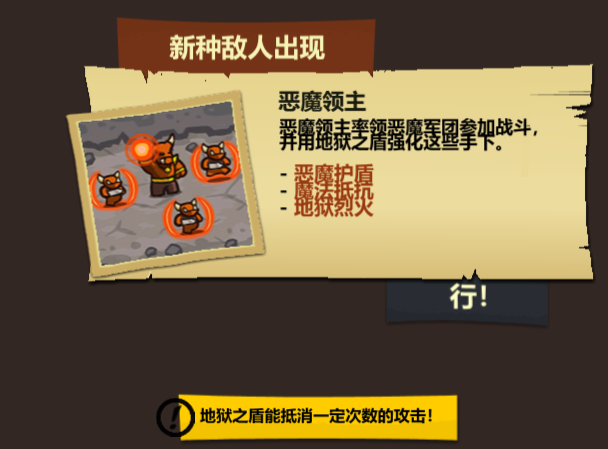 新种敌人出现
恶魔领主
恶魔领主率领恶魔军团参加战斗，
并用地狱之盾强化这些手下。
- 恶魔护盾
- 魔法抵抗
- 地狱烈火
行！
地狱之盾能抵消一定次数的攻击！